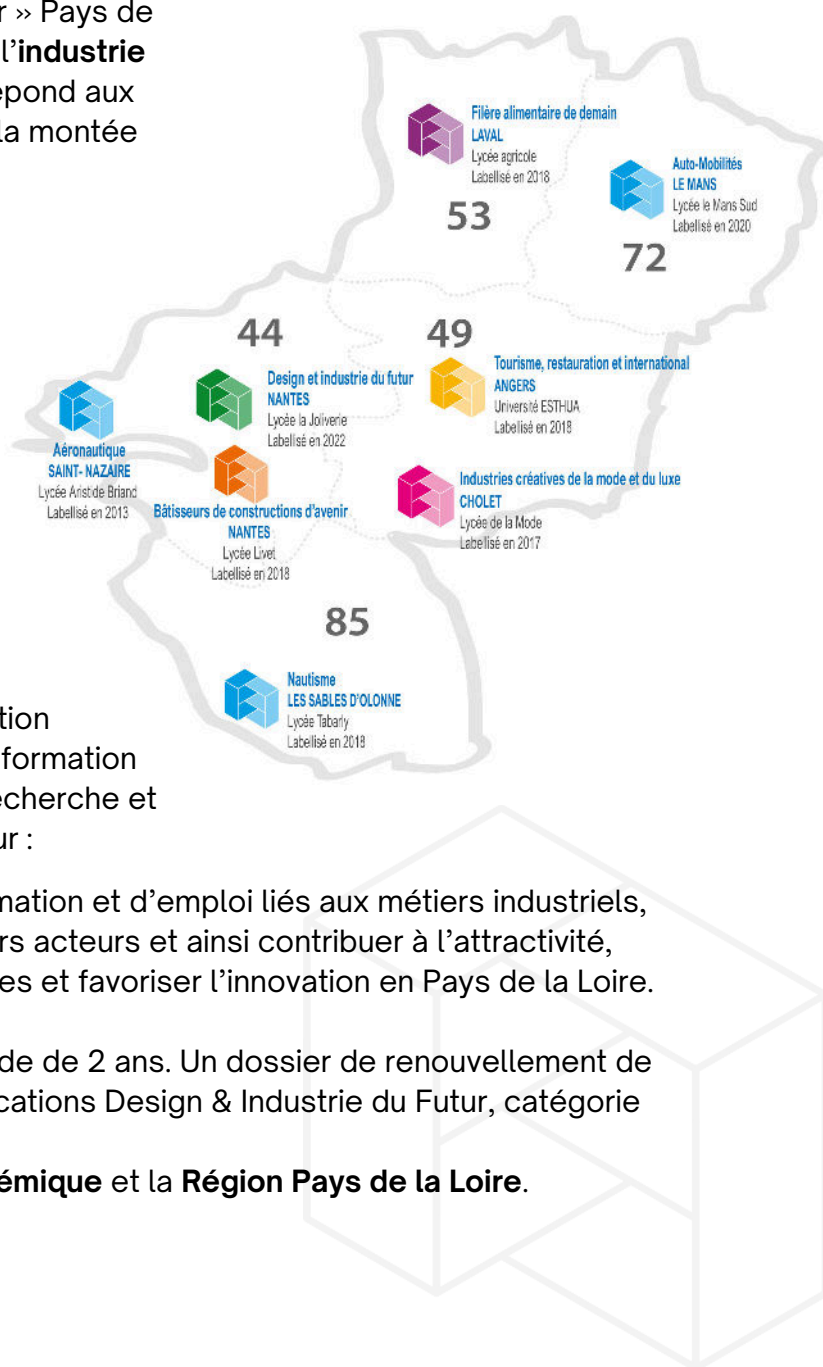 r » Pays de
l’industrie
épond aux
la montée
Filère alimentaire de demain
LAVAL
Lycée agricole
Labellisé en 2018
53
Auto-Mobilités
LE MANS
Lycée le Mans Sud
Labellisé en 2020
72
44
49
Design et industrie du futur
NANTES
Lycée la Joliverie
Labellisé en 2022
Tourisme, restauration et international
ANGERS
Université ESTHUA
Labellisé en 2018
Aéronautique
SAINT- NAZAIRE
Lycée Aristide Briand
Labellisé en 2013
Bâtisseurs de constructions d'avenir
NANTES
Lycée Livet
Labellisé en 2018
Industries créatives de la mode et du luxe
CHOLET
Lycée de la Mode
Labellisé en 2017
85
Nautisme
LES SABLES D'OLONNE
Lycée Tabarly
Labellisé en 2018
tion
formation
echerche et
ur :
mation et d’emploi liés aux métiers industriels,
rs acteurs et ainsi contribuer à l’attractivité,
es et favoriser l’innovation en Pays de la Loire.
de de 2 ans. Un dossier de renouvellement de
cations Design & Industrie du Futur, catégorie
émique et la Région Pays de la Loire.